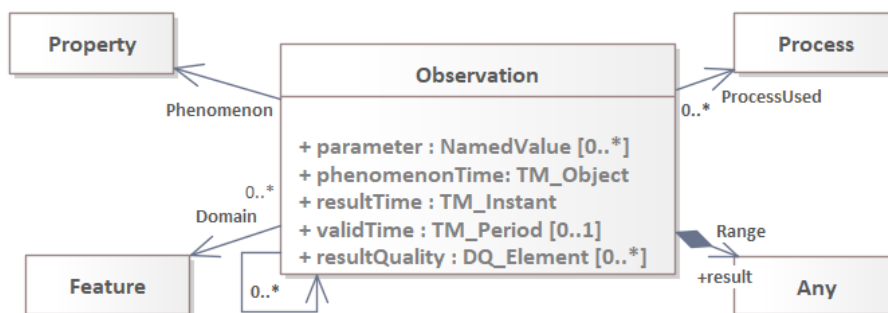 Property
Process
Observation
Phenomenon
0..*
ProcessUsed
+ parameter : NamedValue [0..*]
+ phenomenonTime: TM_Object
+ resultTime : TM_Instant
+ validTime : TM_Period [0..1]
+ resultQuality : DQ_Element [0..*]
0..*
Domain
Range
Feature
0..*
+result
Any